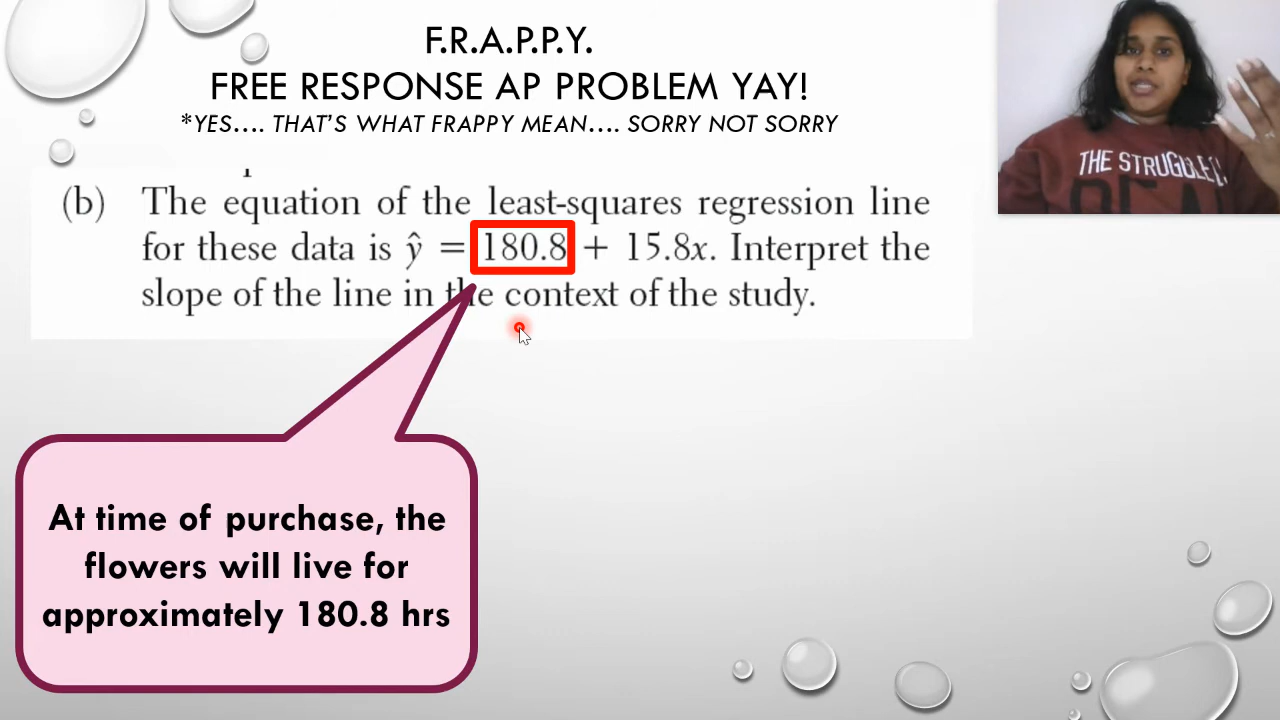 F.R.A.P.P.Y.
FREE RESPONSE AP PROBLEM YAY!
*YES.... THAT'S WHAT FRAPPY MEAN.... SORRY NOT SORRY
(b) The equation of the least-squares regression line
for these data is ŷ = 180.8 + 15.8x. Interpret the
slope of the line in the context of the study.
At time of purchase, the
flowers will live for
approximately 180.8 hrs
THE STRUGGLE